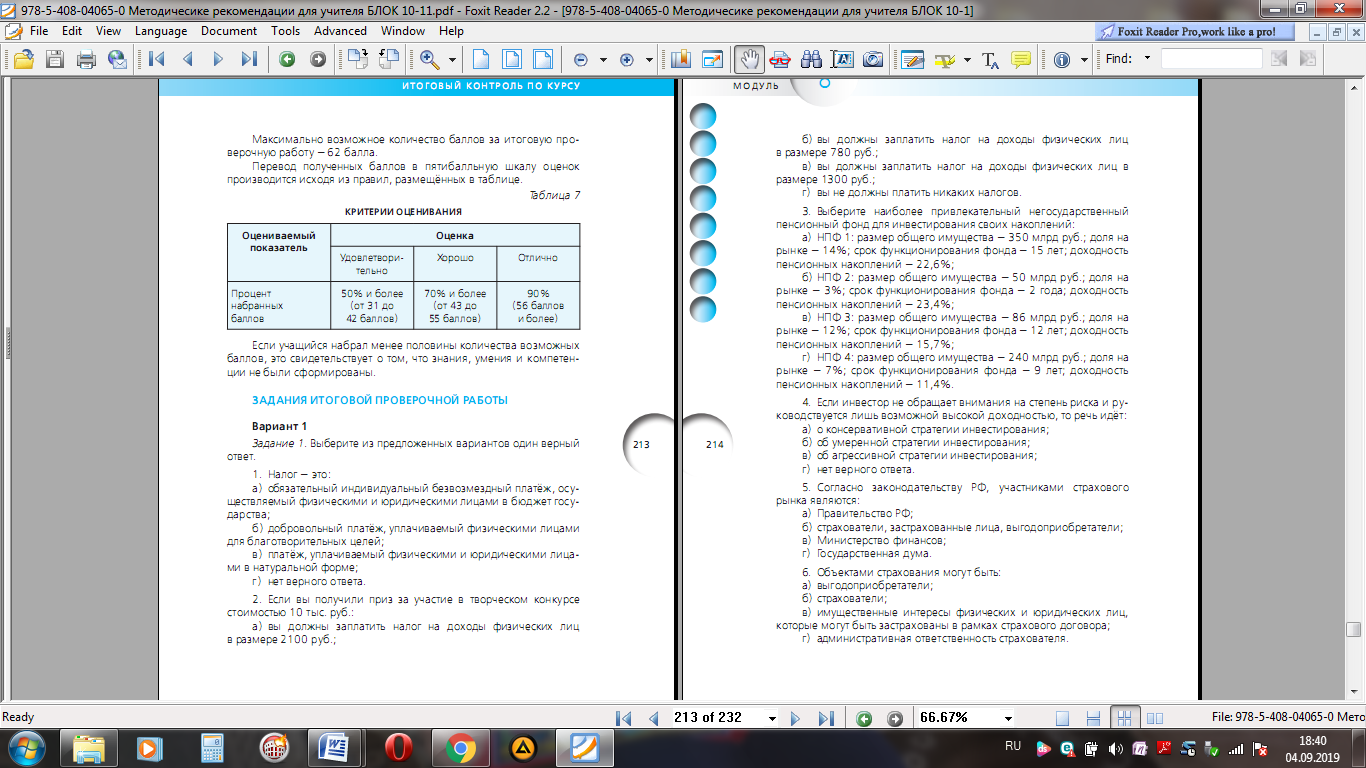 978-5-408-04065-0 Методичиские рекомендации для учителя БЛОК 10-11.pdf - Foxit Reader 2.2 - [978-5-408-04065-0 Методичиские рекомендации для учителя БЛОК 10-1]
File Edit View Language Document Tools Advanced Window Help
Foxit Reader Pro,work like a pro!
Find:
ИТОГОВЫЙ КОНТРОЛЬ ПО КУРСУ
Максимально возможное количество баллов за итоговую про-
верочную работу – 62 балла.
Перевод полученных баллов в пятибалльную шкалу оценок
производится исходя из правил, размещённых в таблице.
Таблица 7
КРИТЕРИИ ОЦЕНИВАНИЯ
Оцениваемый
показатель
Оценка
Удовлетвори-
тельно
Хорошо
Отлично
Процент
набранных
баллов
50% и более
(от 31 до
42 баллов)
70% и более
(от 43 до
55 баллов)
90%
(56 баллов
и более)
Если учащийся набрал менее половины количества возможных
баллов, это свидетельствует о том, что знания, умения и компетен-
ции не были сформированы.
ЗАДАНИЯ ИТОГОВОЙ ПРОВЕРОЧНОЙ РАБОТЫ
Вариант 1
Задание 1. Выберите из предложенных вариантов один верный
ответ.
1. Налог – это:
а) обязательный индивидуальный безвозмездный платёж, осу-
ществляемый физическими и юридическими лицами в бюджет госу-
дарства;
б) добровольный платёж, уплачиваемый физическими лицами
для благотворительных целей;
в) платёж, уплачиваемый физическими и юридическими лица-
ми в натуральной форме;
г) нет верного ответа.
2. Если вы получили приз за участие в творческом конкурсе
стоимостью 10 тыс. руб.:
а) вы должны заплатить налог на доходы физических лиц
в размере 2100 руб.;
213
МОДУЛЬ
б) вы должны заплатить налог на доходы физических лиц
в размере 780 руб.;
в) вы должны заплатить налог на доходы физических лиц в
размере 1300 руб.;
г) вы не должны платить никаких налогов.
3. Выберите наиболее привлекательный негосударственный
пенсионный фонд для инвестирования своих накоплений:
а) НПФ 1: размер общего имущества – 350 млрд руб.; доля на
рынке – 14%; срок функционирования фонда – 15 лет; доходность
пенсионных накоплений – 22,6%;
б) НПФ 2: размер общего имущества – 50 млрд руб.; доля на
рынке – 3%; срок функционирования фонда – 2 года; доходность
пенсионных накоплений – 23,4%;
в) НПФ 3: размер общего имущества – 86 млрд руб.; доля на
рынке – 12%; срок функционирования фонда – 12 лет; доходность
пенсионных накоплений – 15,7%;
г) НПФ 4: размер общего имущества – 240 млрд руб.; доля на
рынке – 7%; срок функционирования фонда – 9 лет; доходность
пенсионных накоплений – 11,4%.
4. Если инвестор не обращает внимания на степень риска и ру-
ководствуется лишь возможной высокой доходностью, то речь идёт:
а) о консервативной стратегии инвестирования;
б) об умеренной стратегии инвестирования;
в) об агрессивной стратегии инвестирования;
г) нет верного ответа.
5. Согласно законодательству РФ, участниками страхового
рынка являются:
а) Правительство РФ;
б) страхователи, застрахованные лица, выгодоприобретатели;
в) Министерство финансов;
г) Государственная дума.
6. Объектами страхования могут быть:
а) выгодоприобретатели;
б) страхователи;
в) имущественные интересы физических и юридических лиц,
которые могут быть застрахованы в рамках страхового договора;
г) административная ответственность страхователя.
214
Ready
213 of 232
66.67%
File: 978-5-408-04065-0 Мето
RU
18:40
04.09.2019